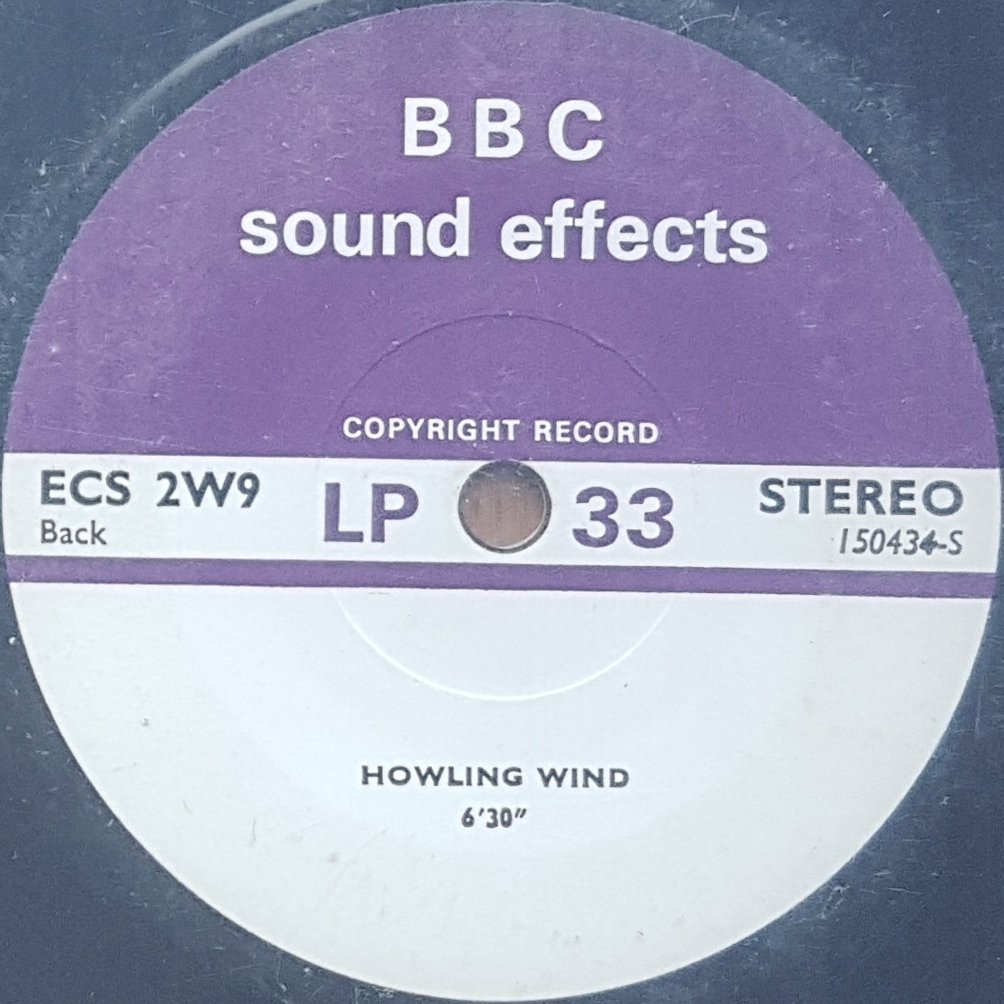 BBC
sound effects
COPYRIGHT RECORD
ECS 2W9
Back
LP 33
STEREO
150434-S
HOWLING WIND
6'30"